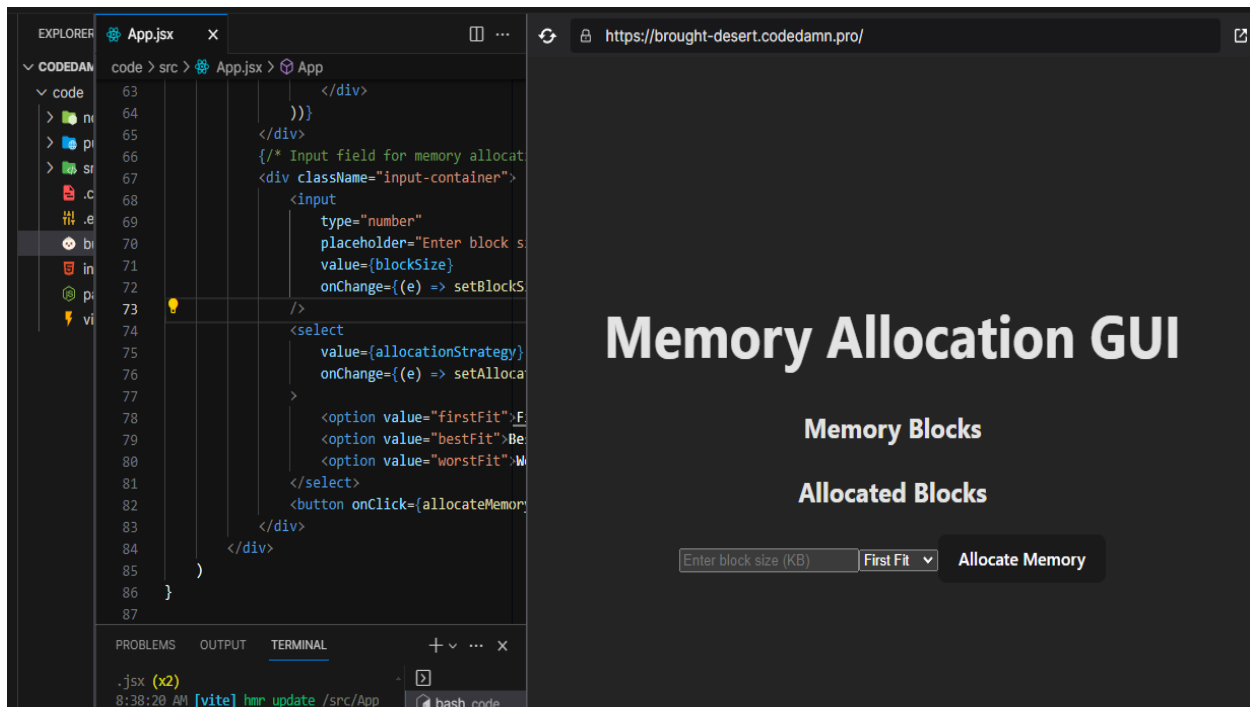 EXPLORER
CODEDAM
code
no
pu
sr
.c
.e
bu
in
pa
vi
App.jsx
code > src > App.jsx > App
63 </div>
64 ))}
65 </div>
66 {/* Input field for memory allocati
67 <div className="input-container">
68 <input
69 type="number"
70 placeholder="Enter block s
71 value={blockSize}
72 onChange={(e) => setBlockS
73 />
74 <select
75 value={allocationStrategy}
76 onChange={(e) => setAlloca
77 >
78 <option value="firstFit">F
79 <option value="bestFit">Be
80 <option value="worstFit">W
81 </select>
82 <button onClick={allocateMemor
83 </div>
84 </div>
85 )
86 }
87
PROBLEMS OUTPUT TERMINAL
.jsx (x2)
8:38:20 AM [vite] hmr update /src/App
bash code
https://brought-desert.codedamn.pro/
Memory Allocation GUI
Memory Blocks
Allocated Blocks
Enter block size (KB) First Fit Allocate Memory